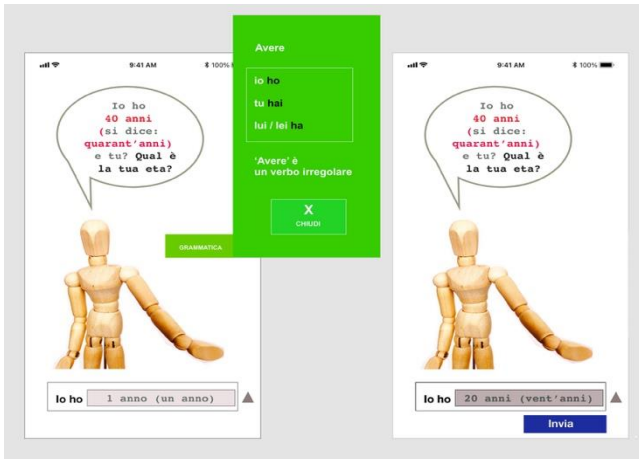 9:41 AM
100%
Io ho
40 anni
(si dice:
quarant'anni)
e tu? Qual è
la tua eta?
GRAMMATICA
Io ho 1 anno (un anno)
Avere
io ho
tu hai
lui / lei ha
'Avere' è
un verbo irregolare
X
CHIUDI
9:41 AM
100%
Io ho
40 anni
(si dice:
quarant'anni)
e tu? Qual è
la tua eta?
Io ho 20 anni (vent'anni)
Invia